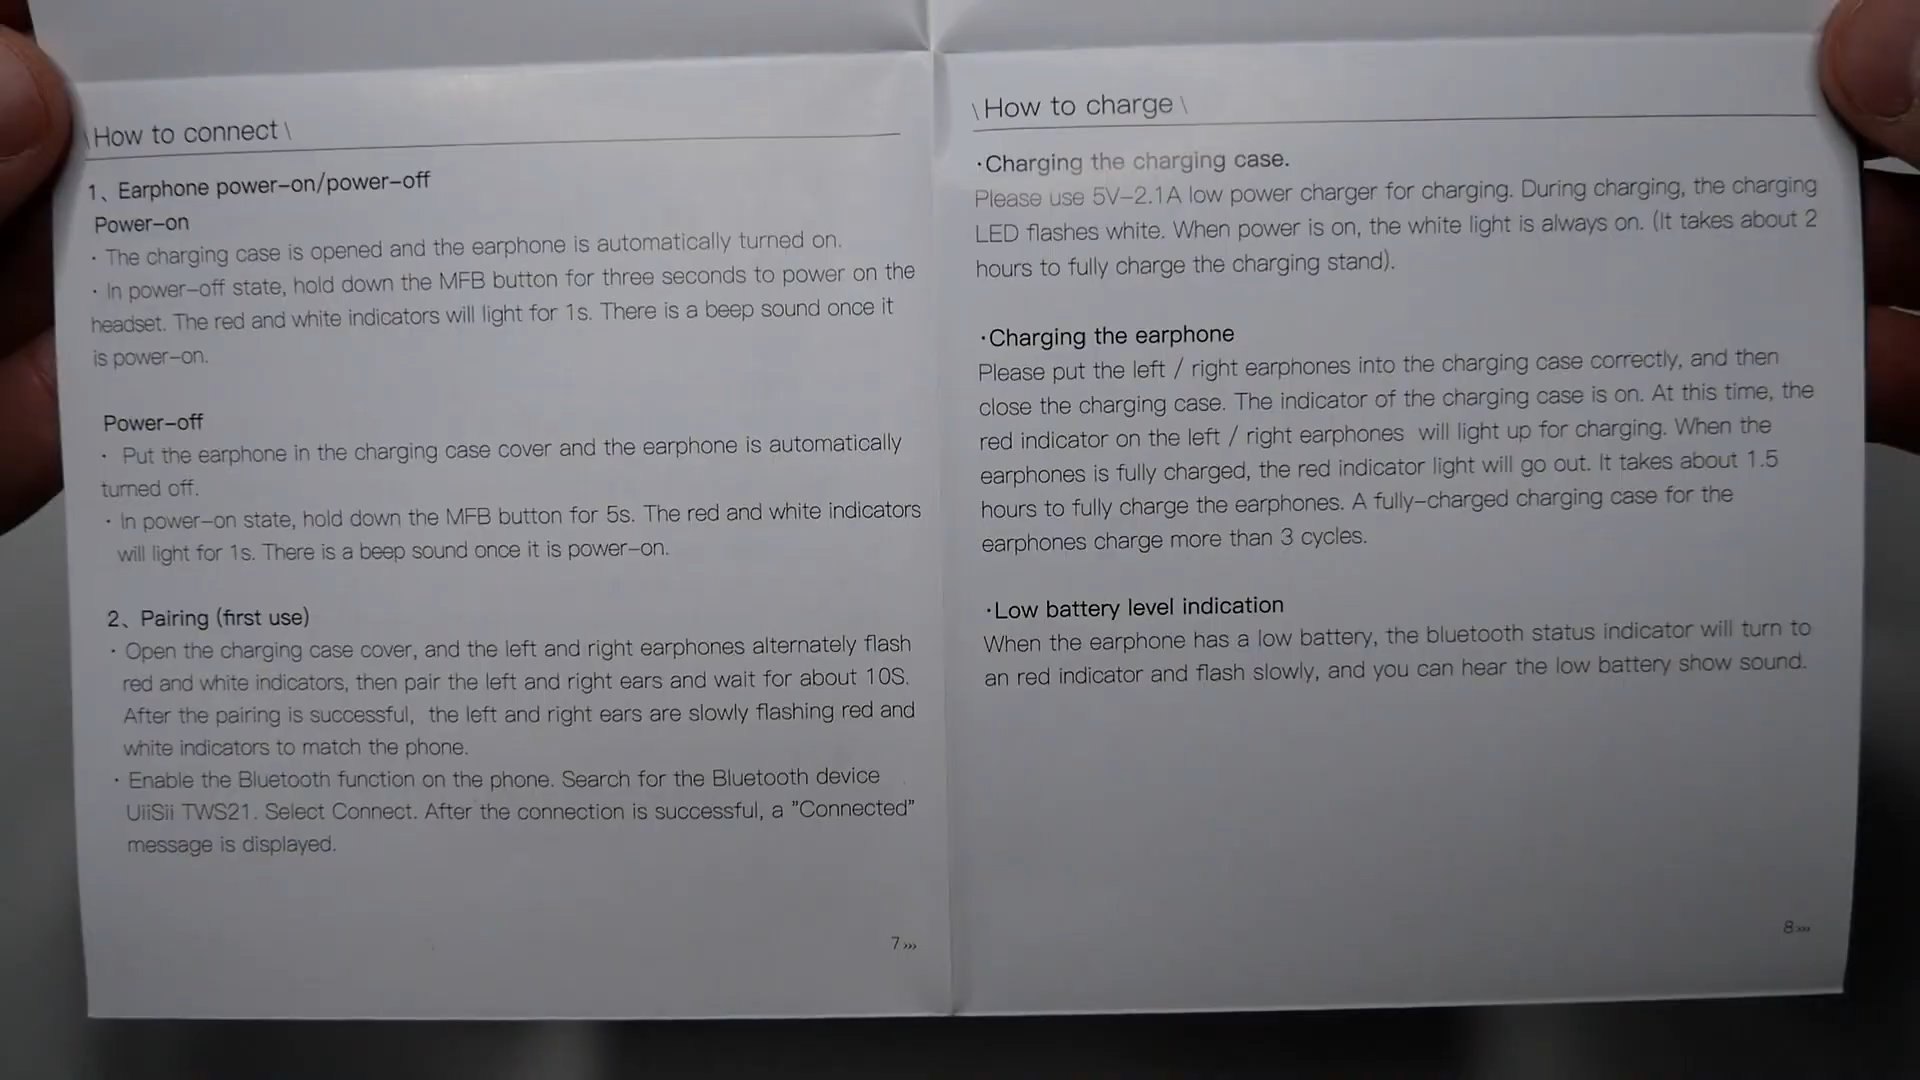 \ How to connect \
1、Earphone power-on/power-off
Power-on
· The charging case is opened and the earphone is automatically turned on.
· In power-off state, hold down the MFB button for three seconds to power on the
headset. The red and white indicators will light for 1s. There is a beep sound once it
is power-on.
Power-off
· Put the earphone in the charging case cover and the earphone is automatically
turned off.
· In power-on state, hold down the MFB button for 5s. The red and white indicators
will light for 1s. There is a beep sound once it is power-on.
2、Pairing (first use)
· Open the charging case cover, and the left and right earphones alternately flash
red and white indicators, then pair the left and right ears and wait for about 10S.
After the pairing is successful, the left and right ears are slowly flashing red and
white indicators to match the phone.
· Enable the Bluetooth function on the phone. Search for the Bluetooth device
UiiSii TWS21. Select Connect. After the connection is successful, a "Connected"
message is displayed.
7 »›
\ How to charge \
·Charging the charging case.
Please use 5V-2.1A low power charger for charging. During charging, the charging
LED flashes white. When power is on, the white light is always on. (It takes about 2
hours to fully charge the charging stand).
·Charging the earphone
Please put the left / right earphones into the charging case correctly, and then
close the charging case. The indicator of the charging case is on. At this time, the
red indicator on the left / right earphones will light up for charging. When the
earphones is fully charged, the red indicator light will go out. It takes about 1.5
hours to fully charge the earphones. A fully-charged charging case for the
earphones charge more than 3 cycles.
·Low battery level indication
When the earphone has a low battery, the bluetooth status indicator will turn to
an red indicator and flash slowly, and you can hear the low battery show sound.
8 »›